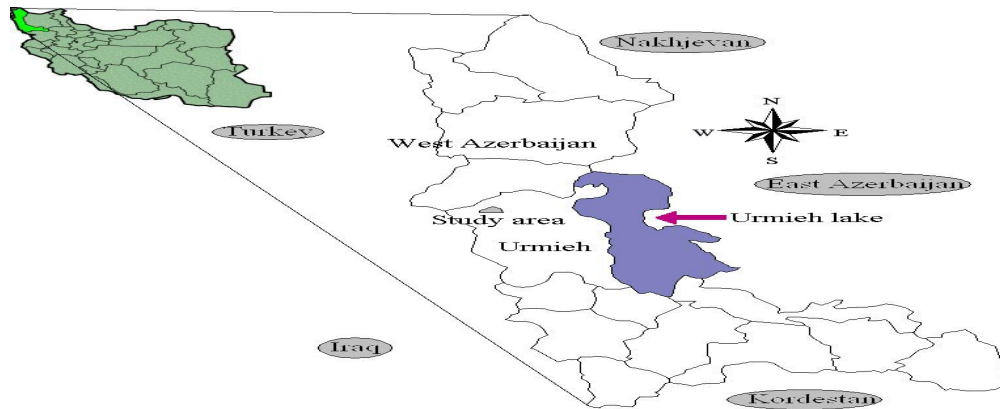 Nakhjevan
Turkey
N
W E
S
West Azerbaijan
East Azerbaijan
Study area
Urmieh lake
Urmieh
Iraq
Kordestan